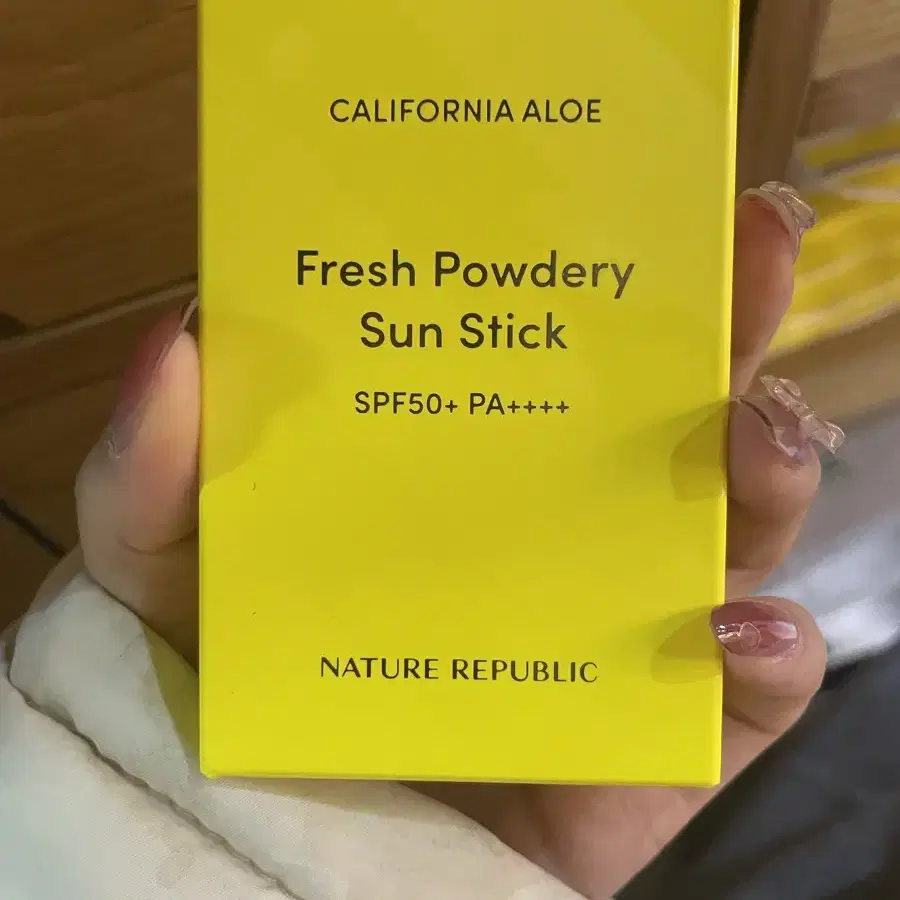 CALIFORNIA ALOE
Fresh Powdery
Sun Stick
SPF50+ PA++++
NATURE REPUBLIC